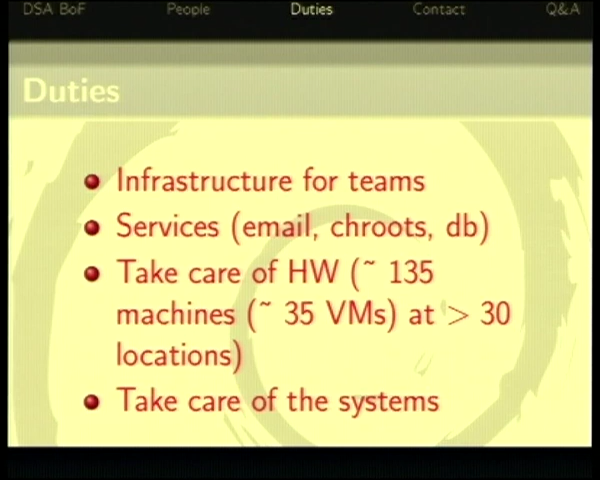 DSA BoF People Duties Contact Q&A
Duties
Infrastructure for teams
Services (email, chroots, db)
Take care of HW (~ 135
machines (~ 35 VMs) at > 30
locations)
Take care of the systems